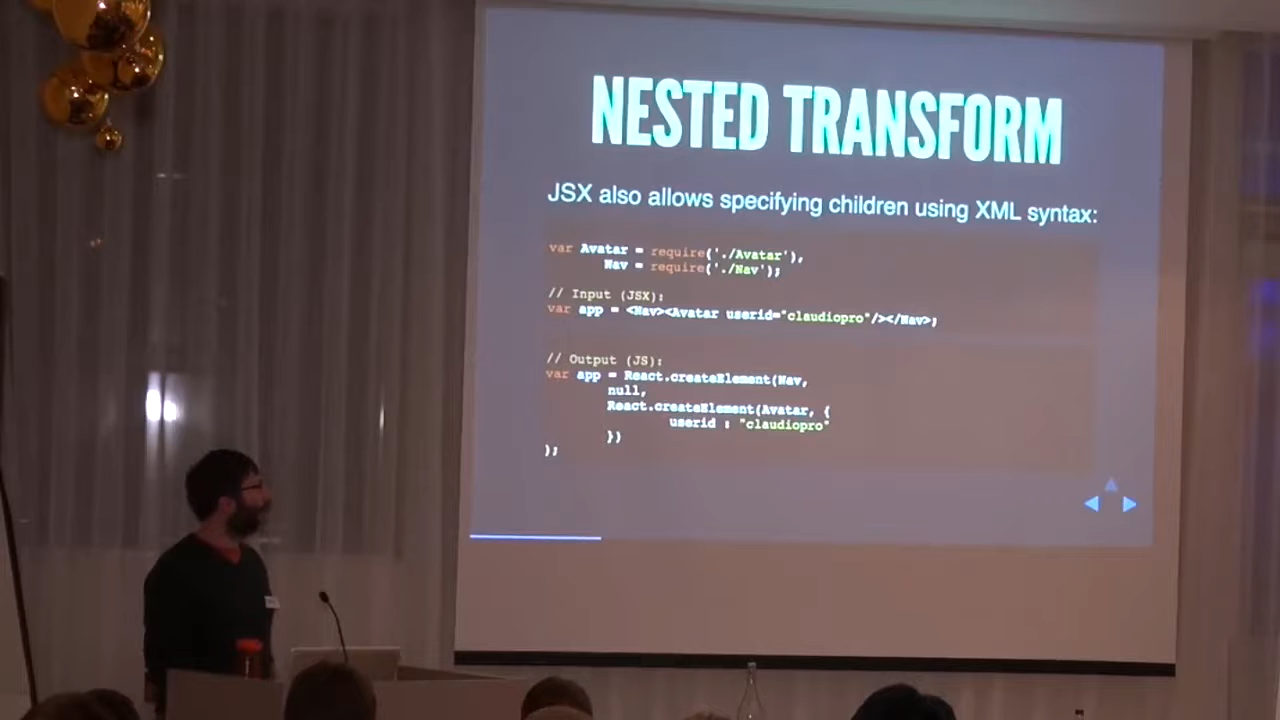 NESTED TRANSFORM
JSX also allows specifying children using XML syntax:
var Avatar = require('./Avatar'),
Nav = require('./Nav');
// Input (JSX):
var app = <Nav><Avatar userid="claudiopro"/></Nav>;
// Output (JS):
var app = React.createElement(Nav,
null,
React.createElement(Avatar, {
userid : "claudiopro"
})
);